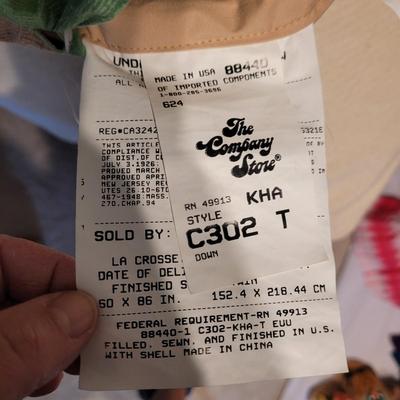 MADE IN USA 88440
OF IMPORTED COMPONENTS
1-800-285-3696
624
The
Company
Store®
RN 49913 KHA
STYLE
C302 T
DOWN
UND
TH
ALL
REG#CA3242
THIS ARTICLE
COMPLIANCE W
OF DIST.OF C
JULY 3.1926.
PROVED MARCH
APPROVED APRI
NEW JERSEY RE
UTES 26:10-6TO
467-1948:MASS.
270.CHAP.94
SOLD BY:
LA CROSSE
DATE OF DELI
FINISHED S
60 X 86 IN. 152.4 X 218.44 CM
FEDERAL REQUIREMENT-RN 49913
88440-1 C302-KHA-T EUU
FILLED, SEWN, AND FINISHED IN U.S.
WITH SHELL MADE IN CHINA